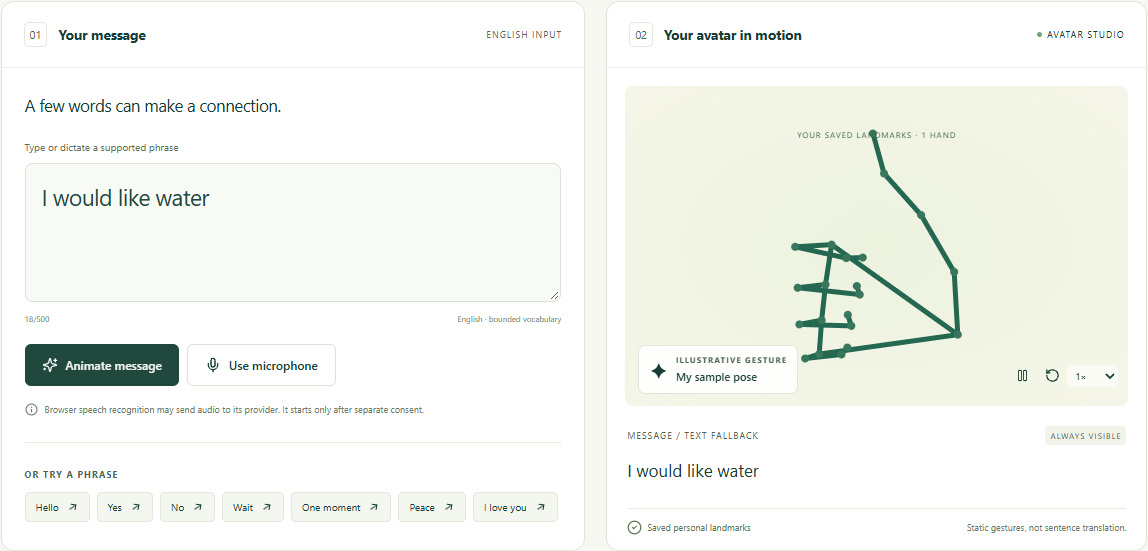 01 Your message ENGLISH INPUT
A few words can make a connection.
Type or dictate a supported phrase
I would like water
18/500 English · bounded vocabulary
Animate message Use microphone
Browser speech recognition may send audio to its provider. It starts only after separate consent.
OR TRY A PHRASE
Hello Yes No Wait One moment Peace I love you
02 Your avatar in motion AVATAR STUDIO
YOUR SAVED LANDMARKS · 1 HAND
ILLUSTRATIVE GESTURE
My sample pose
1×
MESSAGE / TEXT FALLBACK ALWAYS VISIBLE
I would like water
Saved personal landmarks Static gestures, not sentence translation.